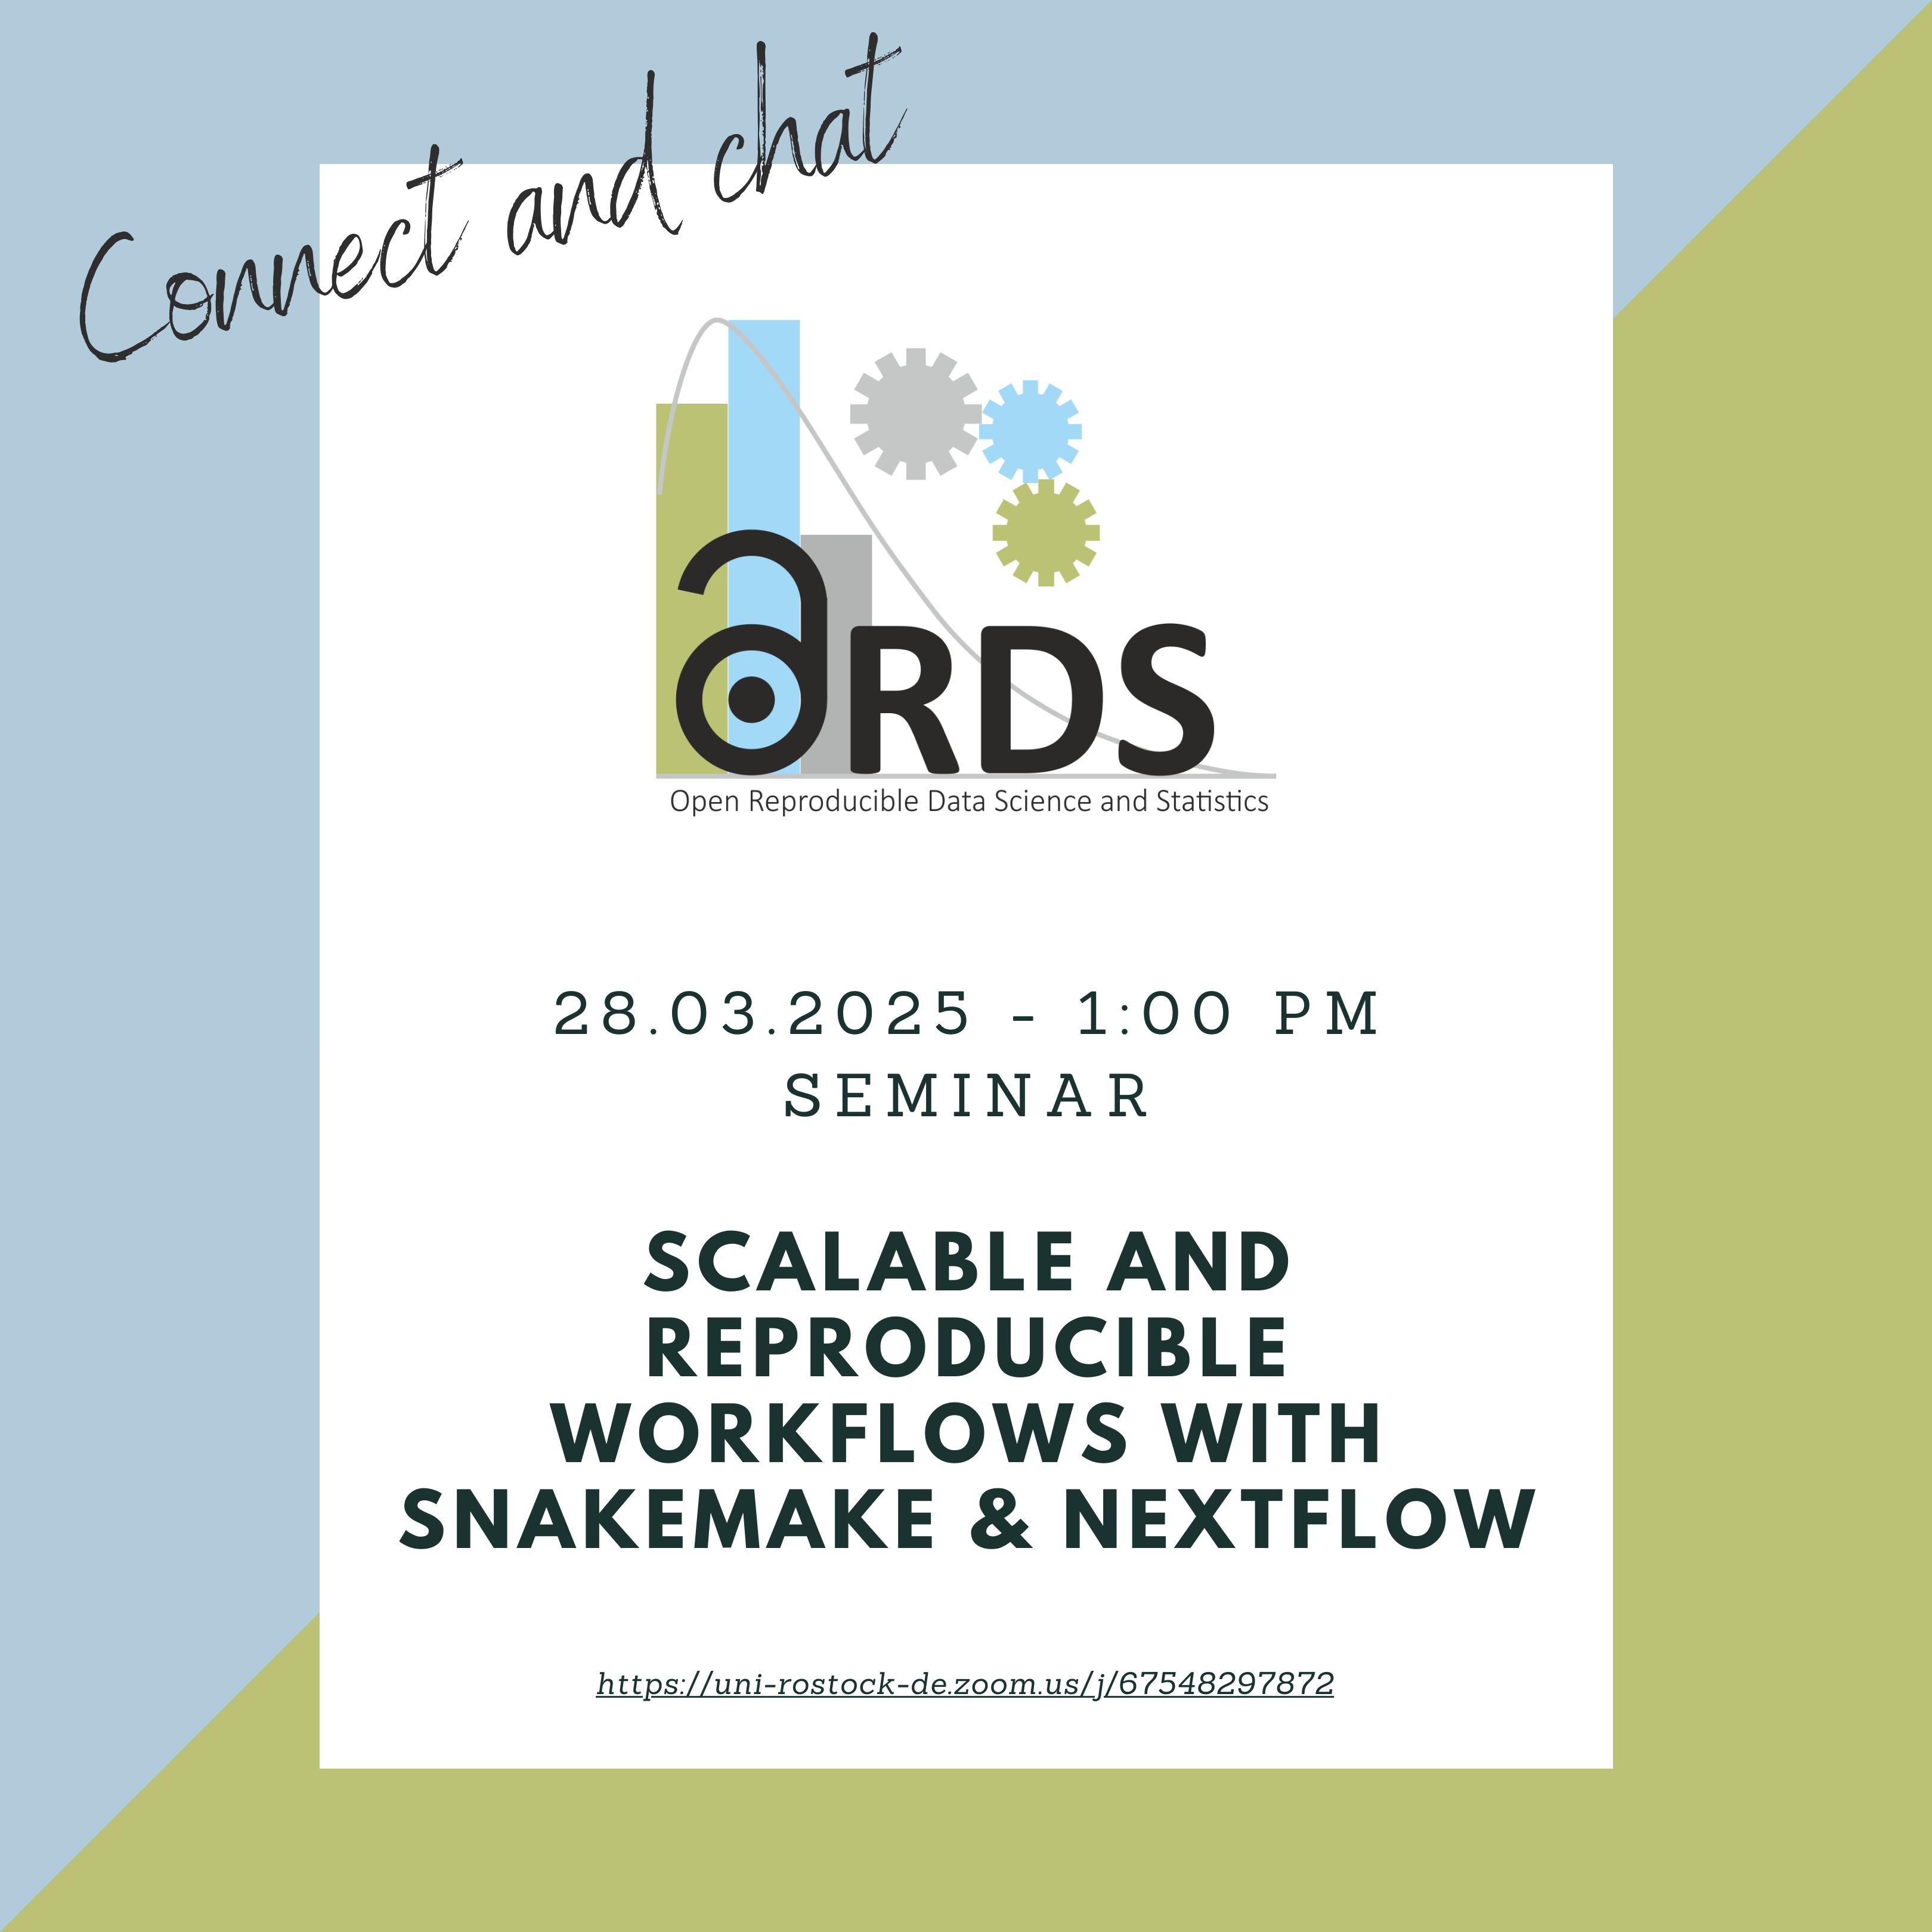 Connect and chat
ORDS
Open Reproducible Data Science and Statistics
28.03.2025 - 1:00 PM
SEMINAR
SCALABLE AND
REPRODUCIBLE
WORKFLOWS WITH
SNAKEMAKE & NEXTFLOW
https://uni-rostock-de.zoom.us/j/67548297872